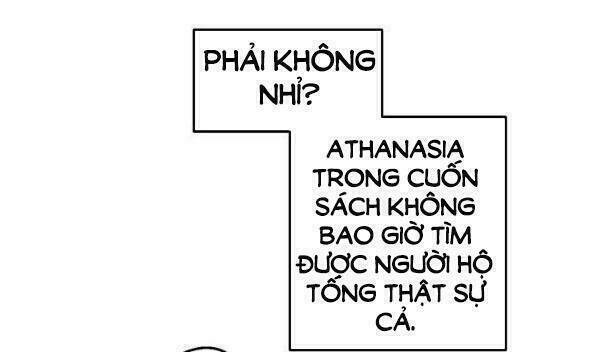 PHẢI KHÔNG
NHỈ?
ATHANASIA
TRONG CUỐN
SÁCH KHÔNG
BAO GIỜ TÌM
ĐƯỢC NGƯỜI HỘ
TỐNG THẬT SỰ
CẢ.